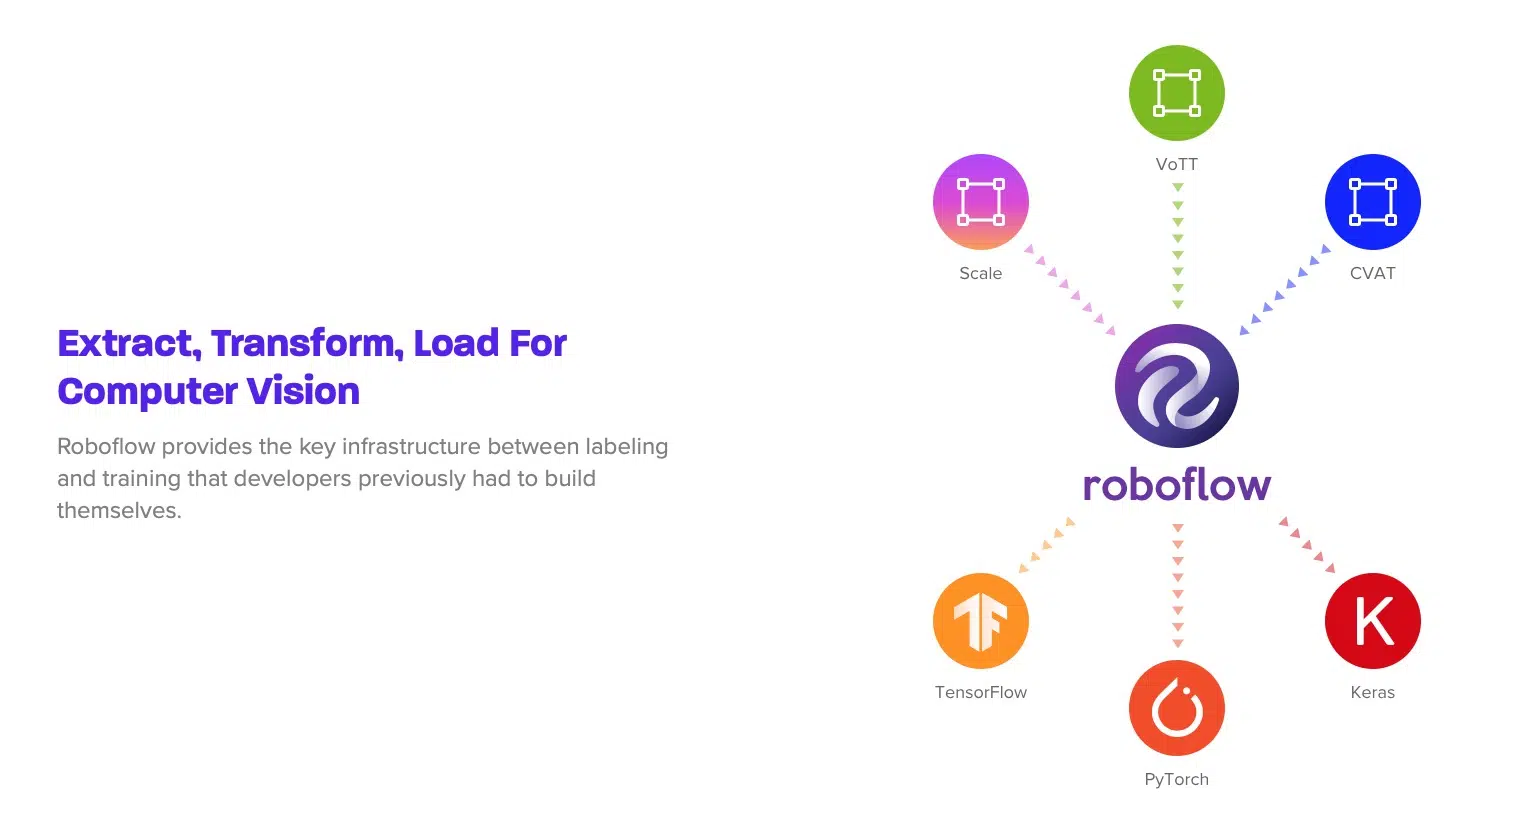 Extract, Transform, Load For
Computer Vision
Roboflow provides the key infrastructure between labeling
and training that developers previously had to build
themselves.
VoTT
Scale
CVAT
roboflow
TensorFlow
K
Keras
PyTorch